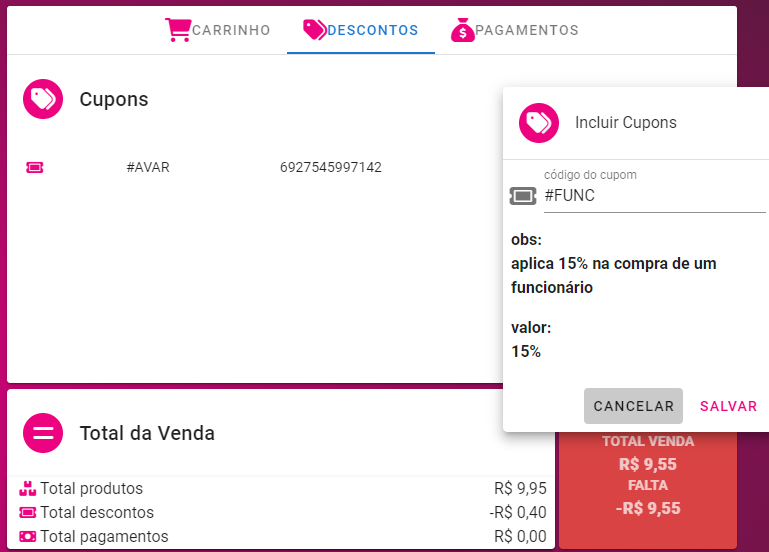 CARRINHO
DESCONTOS
PAGAMENTOS
Cupons
#AVAR 6927545997142
Incluir Cupons
código do cupom
#FUNC
obs:
aplica 15% na compra de um
funcionário
valor:
15%
CANCELAR SALVAR
Total da Venda
Total produtos R$ 9,95
Total descontos -R$ 0,40
Total pagamentos R$ 0,00
TOTAL VENDA
R$ 9,55
FALTA
-R$ 9,55